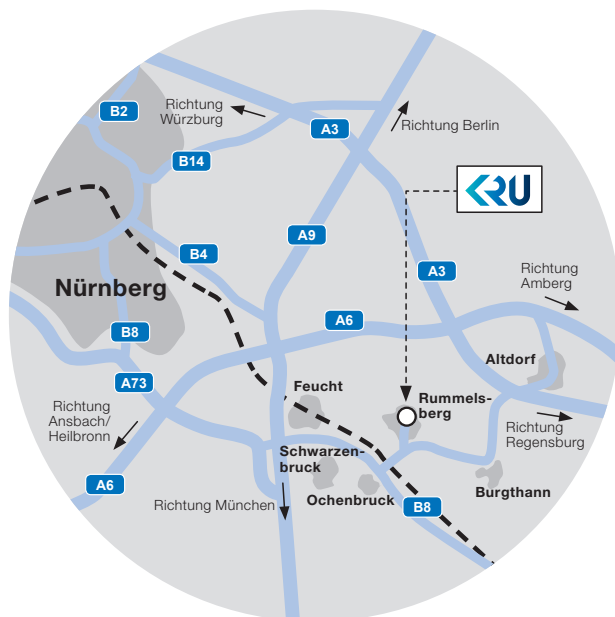 B2
Richtung
Würzburg
A3
Richtung Berlin
B14
KRU
A9
B4
A3
Richtung
Amberg
Nürnberg
A6
B8
Altdorf
A73
Feucht
Rummels-
berg
Richtung
Ansbach/
Heilbronn
Richtung
Regensburg
Schwarzen-
bruck
A6
Ochenbruck
Burgthann
Richtung München
B8